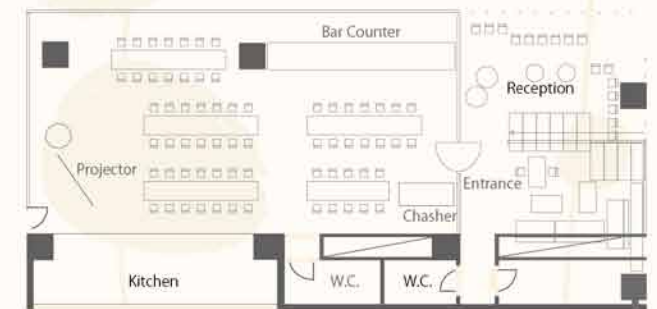 Bar Counter
Reception
Projector
Entrance
Chasher
Kitchen
W.C.
W.C.